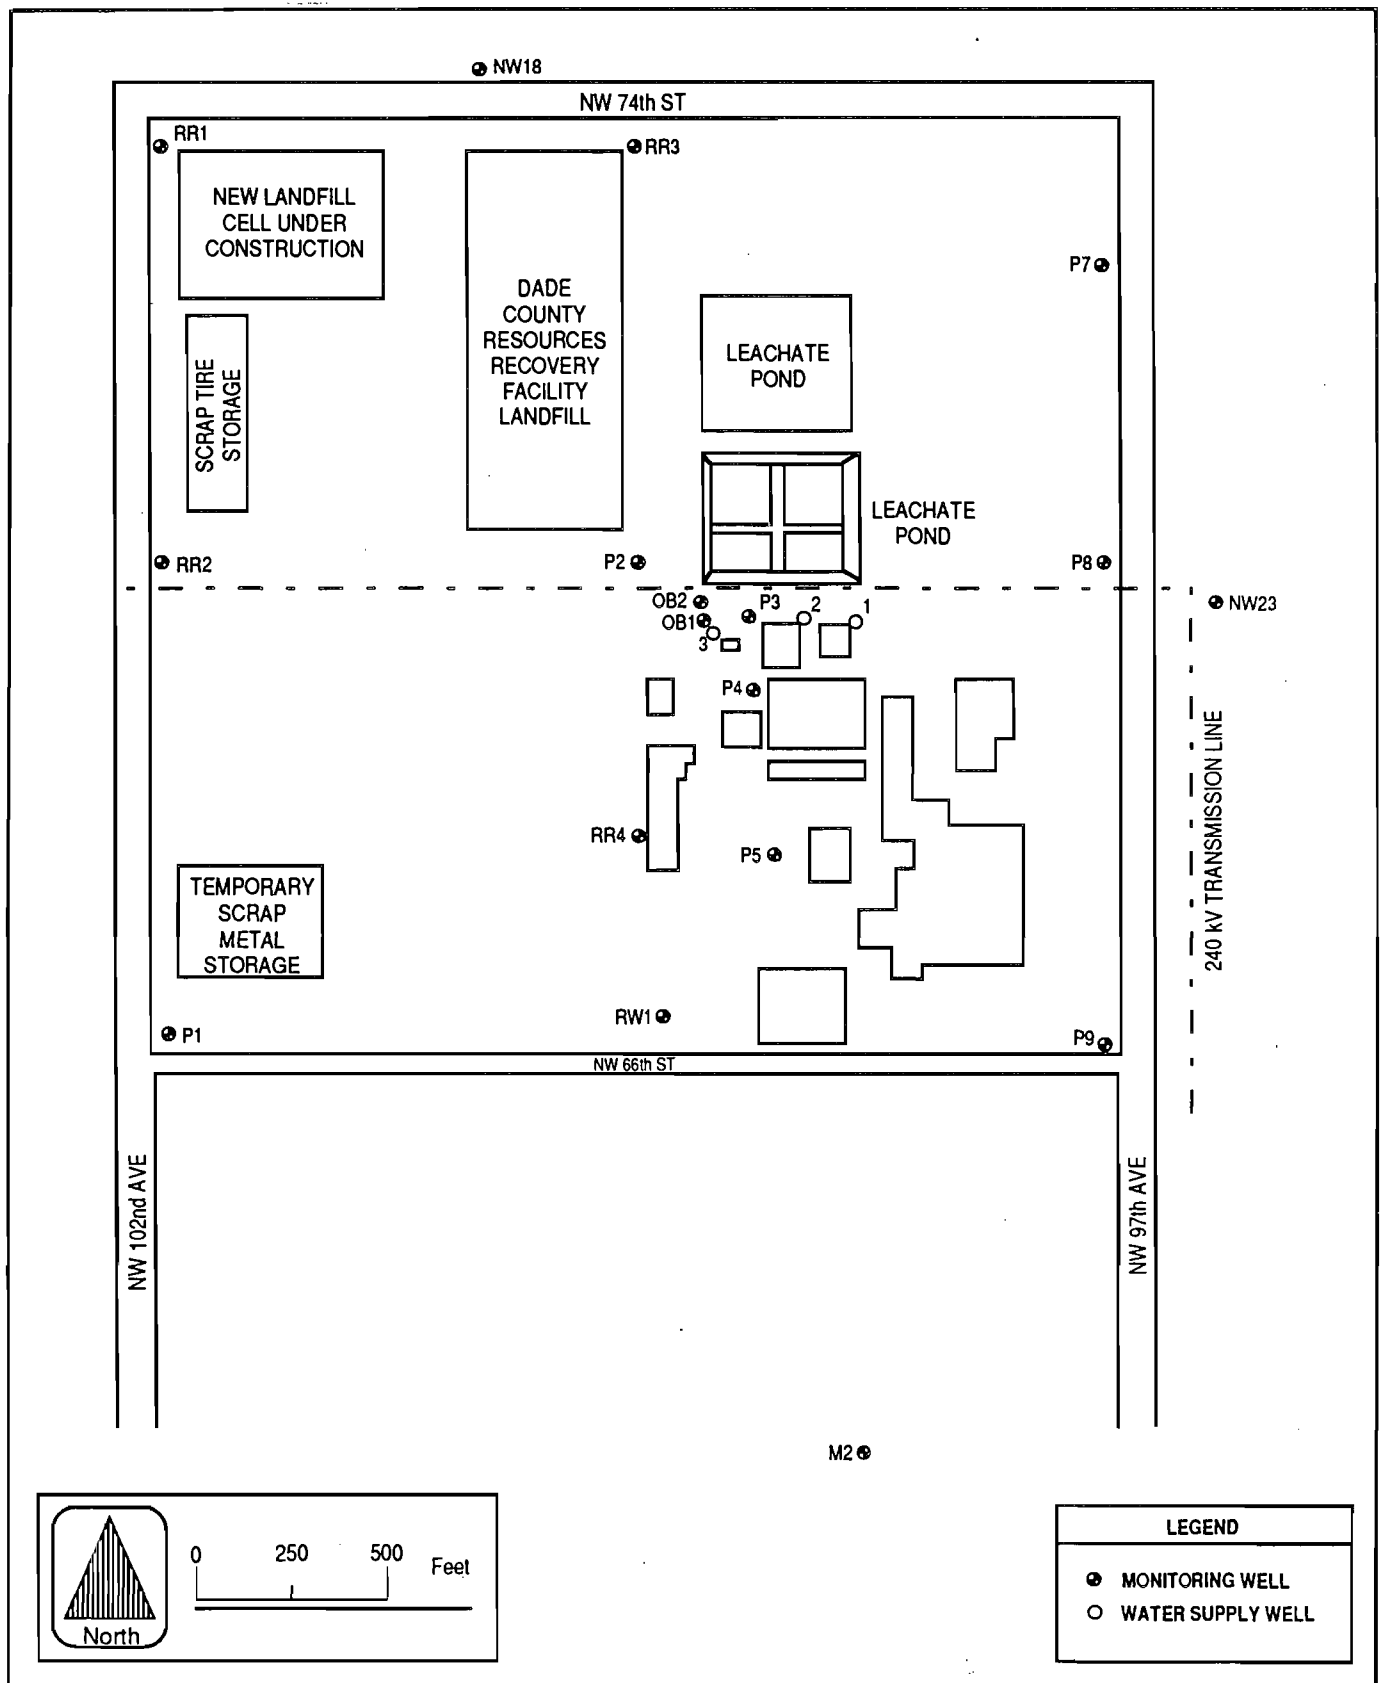 NW18
NW 74th ST
RR1
RR3
NEW LANDFILL
CELL UNDER
CONSTRUCTION
P7
DADE
COUNTY
RESOURCES
RECOVERY
FACILITY
LANDFILL
LEACHATE
POND
SCRAP TIRE
STORAGE
LEACHATE
POND
RR2
P2
P8
OB2
P3
2
1
NW23
OB1
3
P4
240 kV TRANSMISSION LINE
RR4
P5
TEMPORARY
SCRAP
METAL
STORAGE
RW1
P1
P9
NW 66th ST
NW 102nd AVE
NW 97th AVE
M2
0 250 500 Feet
North
LEGEND
MONITORING WELL
WATER SUPPLY WELL